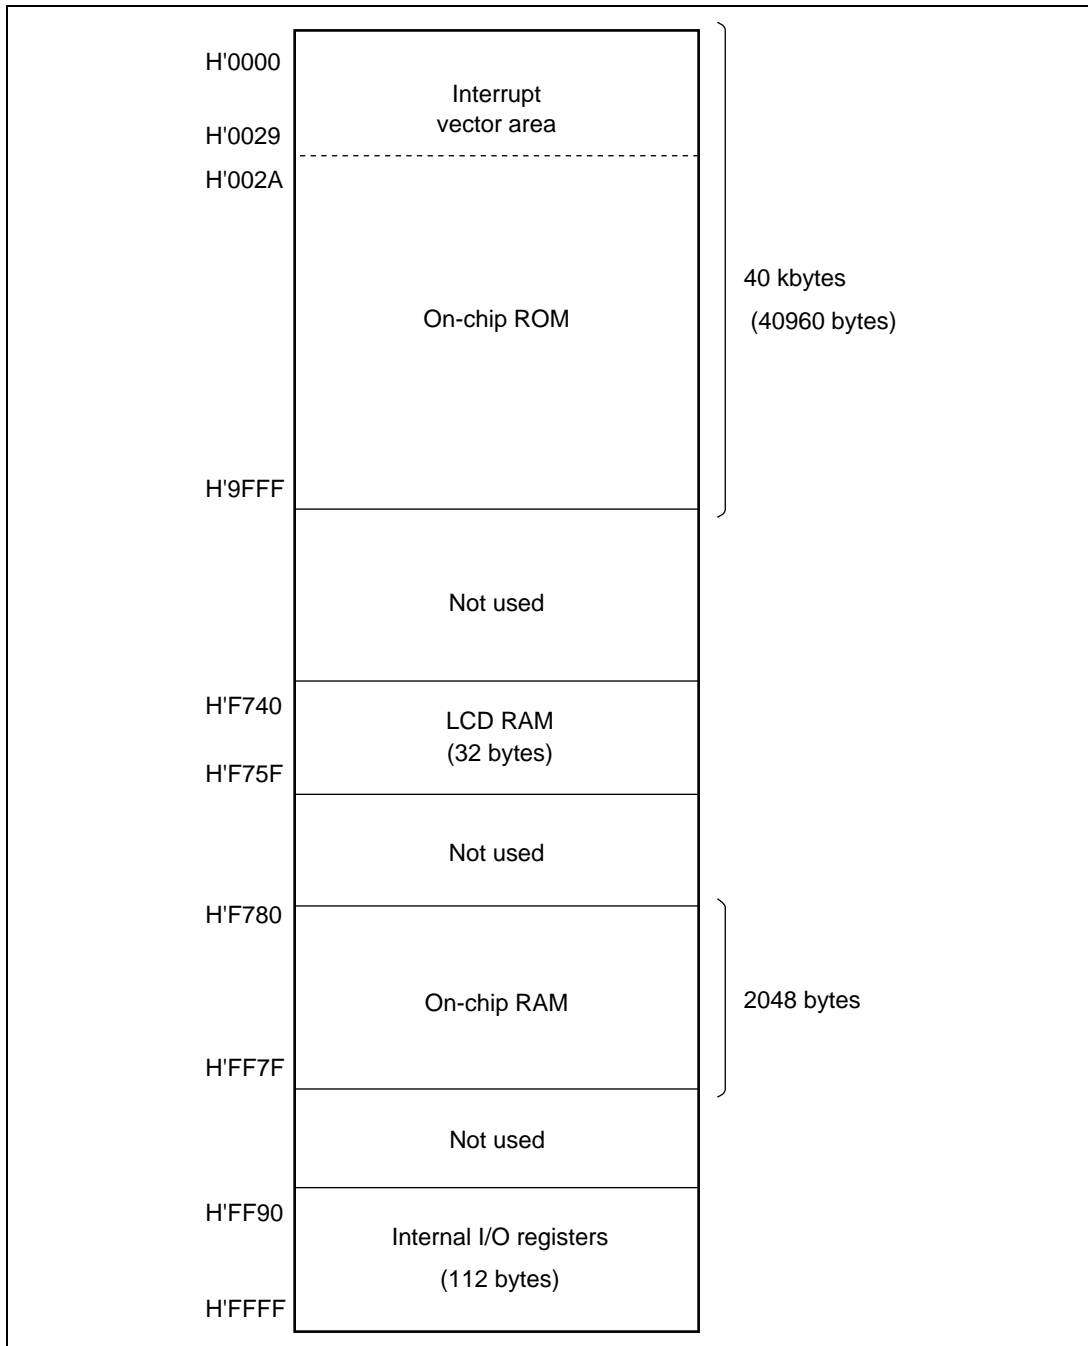 H'0000
Interrupt
vector area
H'0029
H'002A
40 kbytes
(40960 bytes)
On-chip ROM
H'9FFF
Not used
H'F740
LCD RAM
(32 bytes)
H'F75F
Not used
H'F780
On-chip RAM
2048 bytes
H'FF7F
Not used
H'FF90
Internal I/O registers
(112 bytes)
H'FFFF